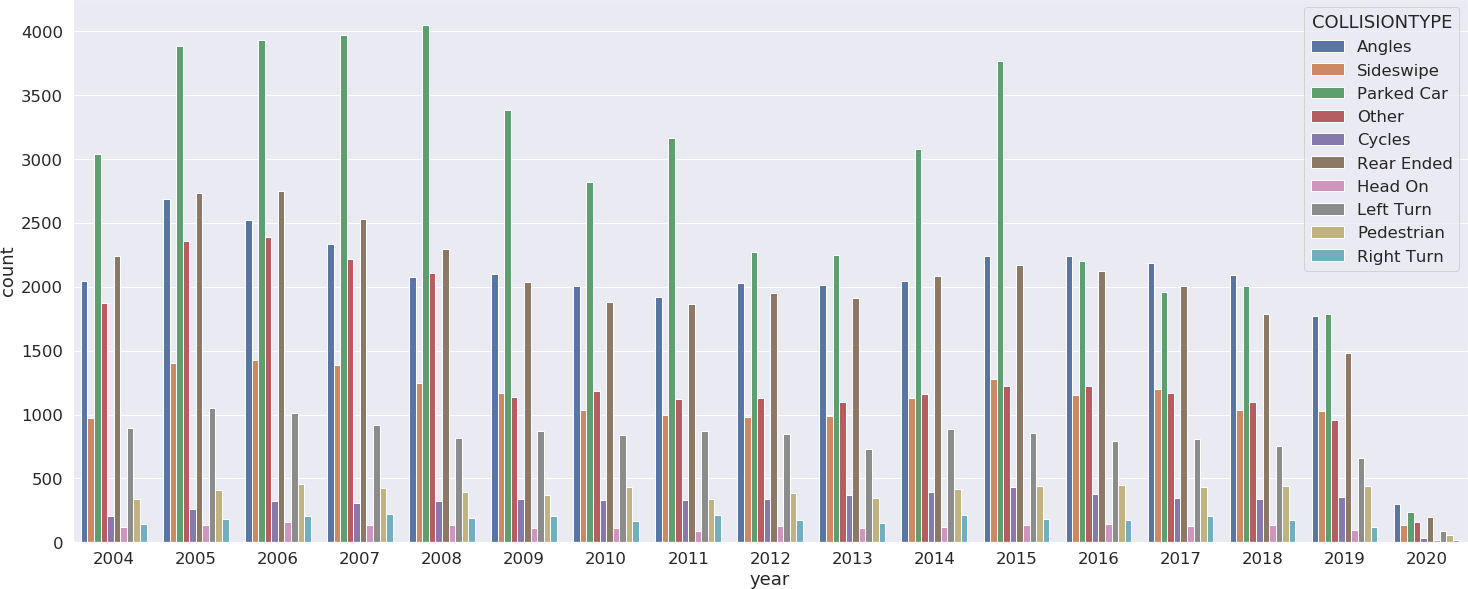 COLLISIONTYPE
Angles
Sideswipe
Parked Car
Other
Cycles
Rear Ended
Head On
Left Turn
Pedestrian
Right Turn
count
4000
3500
3000
2500
2000
1500
1000
500
0
2004 2005 2006 2007 2008 2009 2010 2011 2012 2013 2014 2015 2016 2017 2018 2019 2020
year